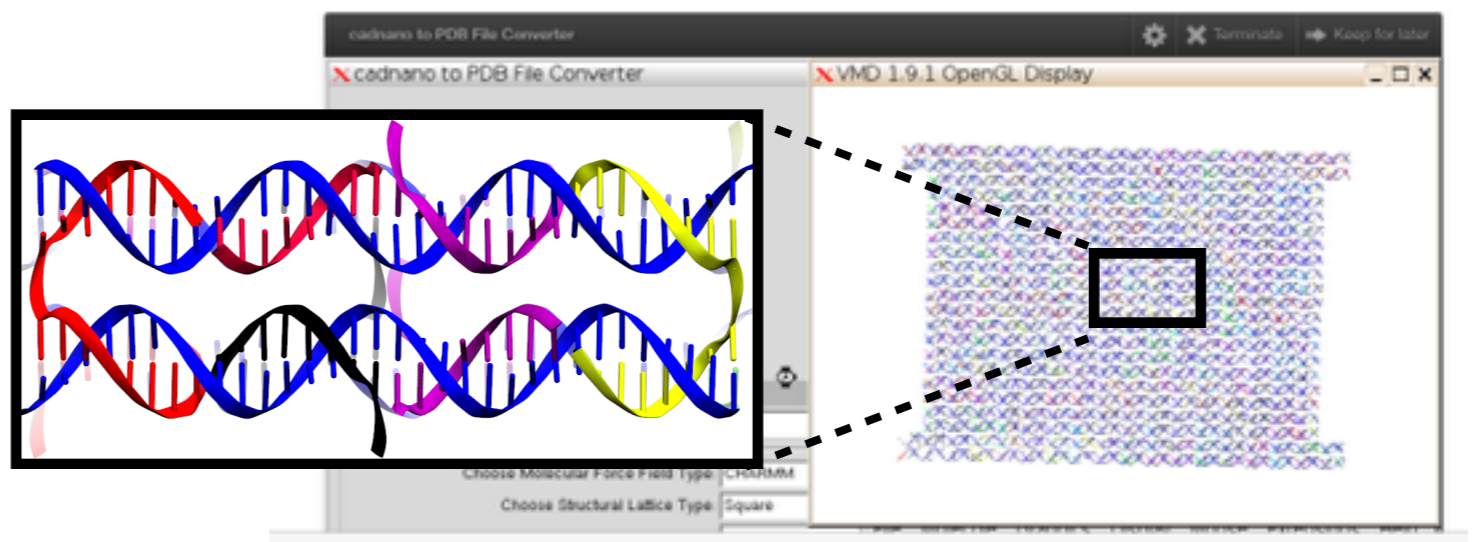 cadnano to PDB File Converter
Terminate
Keep for later
cadnano to PDB File Converter
VMD 1.9.1 OpenGL Display
Choose Molecular Force Field Type
CHARMM
Choose Structural Lattice Type
Square